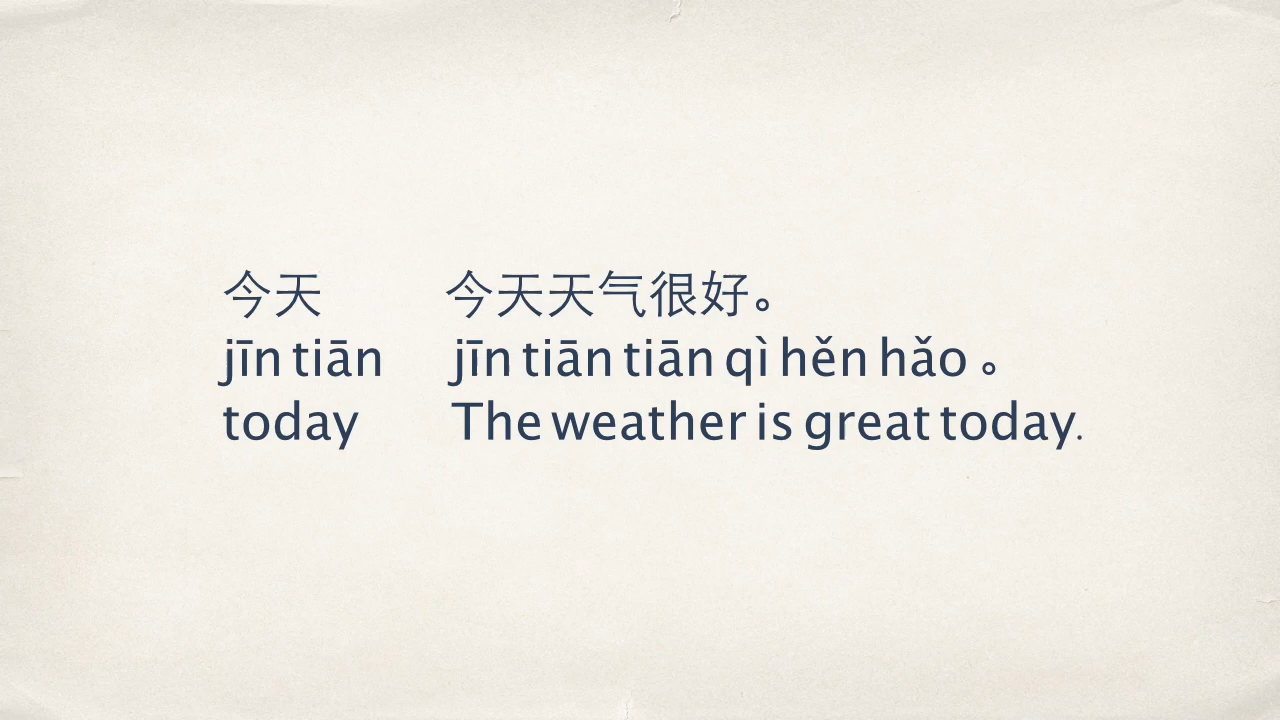 今天 今天天气很好。
jīn tiān jīn tiān tiān qì hěn hǎo 。
today The weather is great today.